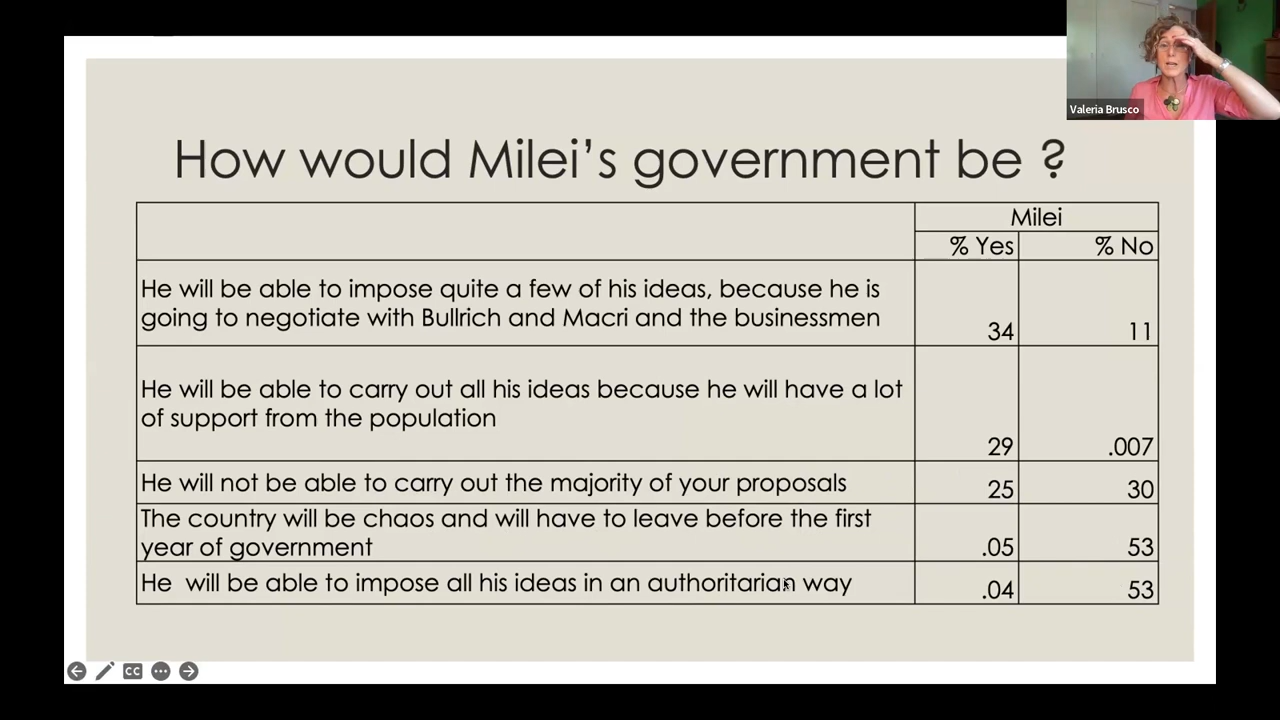 Valeria Brusco
How would Milei's government be ?
Milei
% Yes
% No
He will be able to impose quite a few of his ideas, because he is
going to negotiate with Bullrich and Macri and the businessmen
34
11
He will be able to carry out all his ideas because he will have a lot
of support from the population
29
.007
He will not be able to carry out the majority of your proposals
25
30
The country will be chaos and will have to leave before the first
year of government
.05
53
He will be able to impose all his ideas in an authoritarian way
.04
53
CC